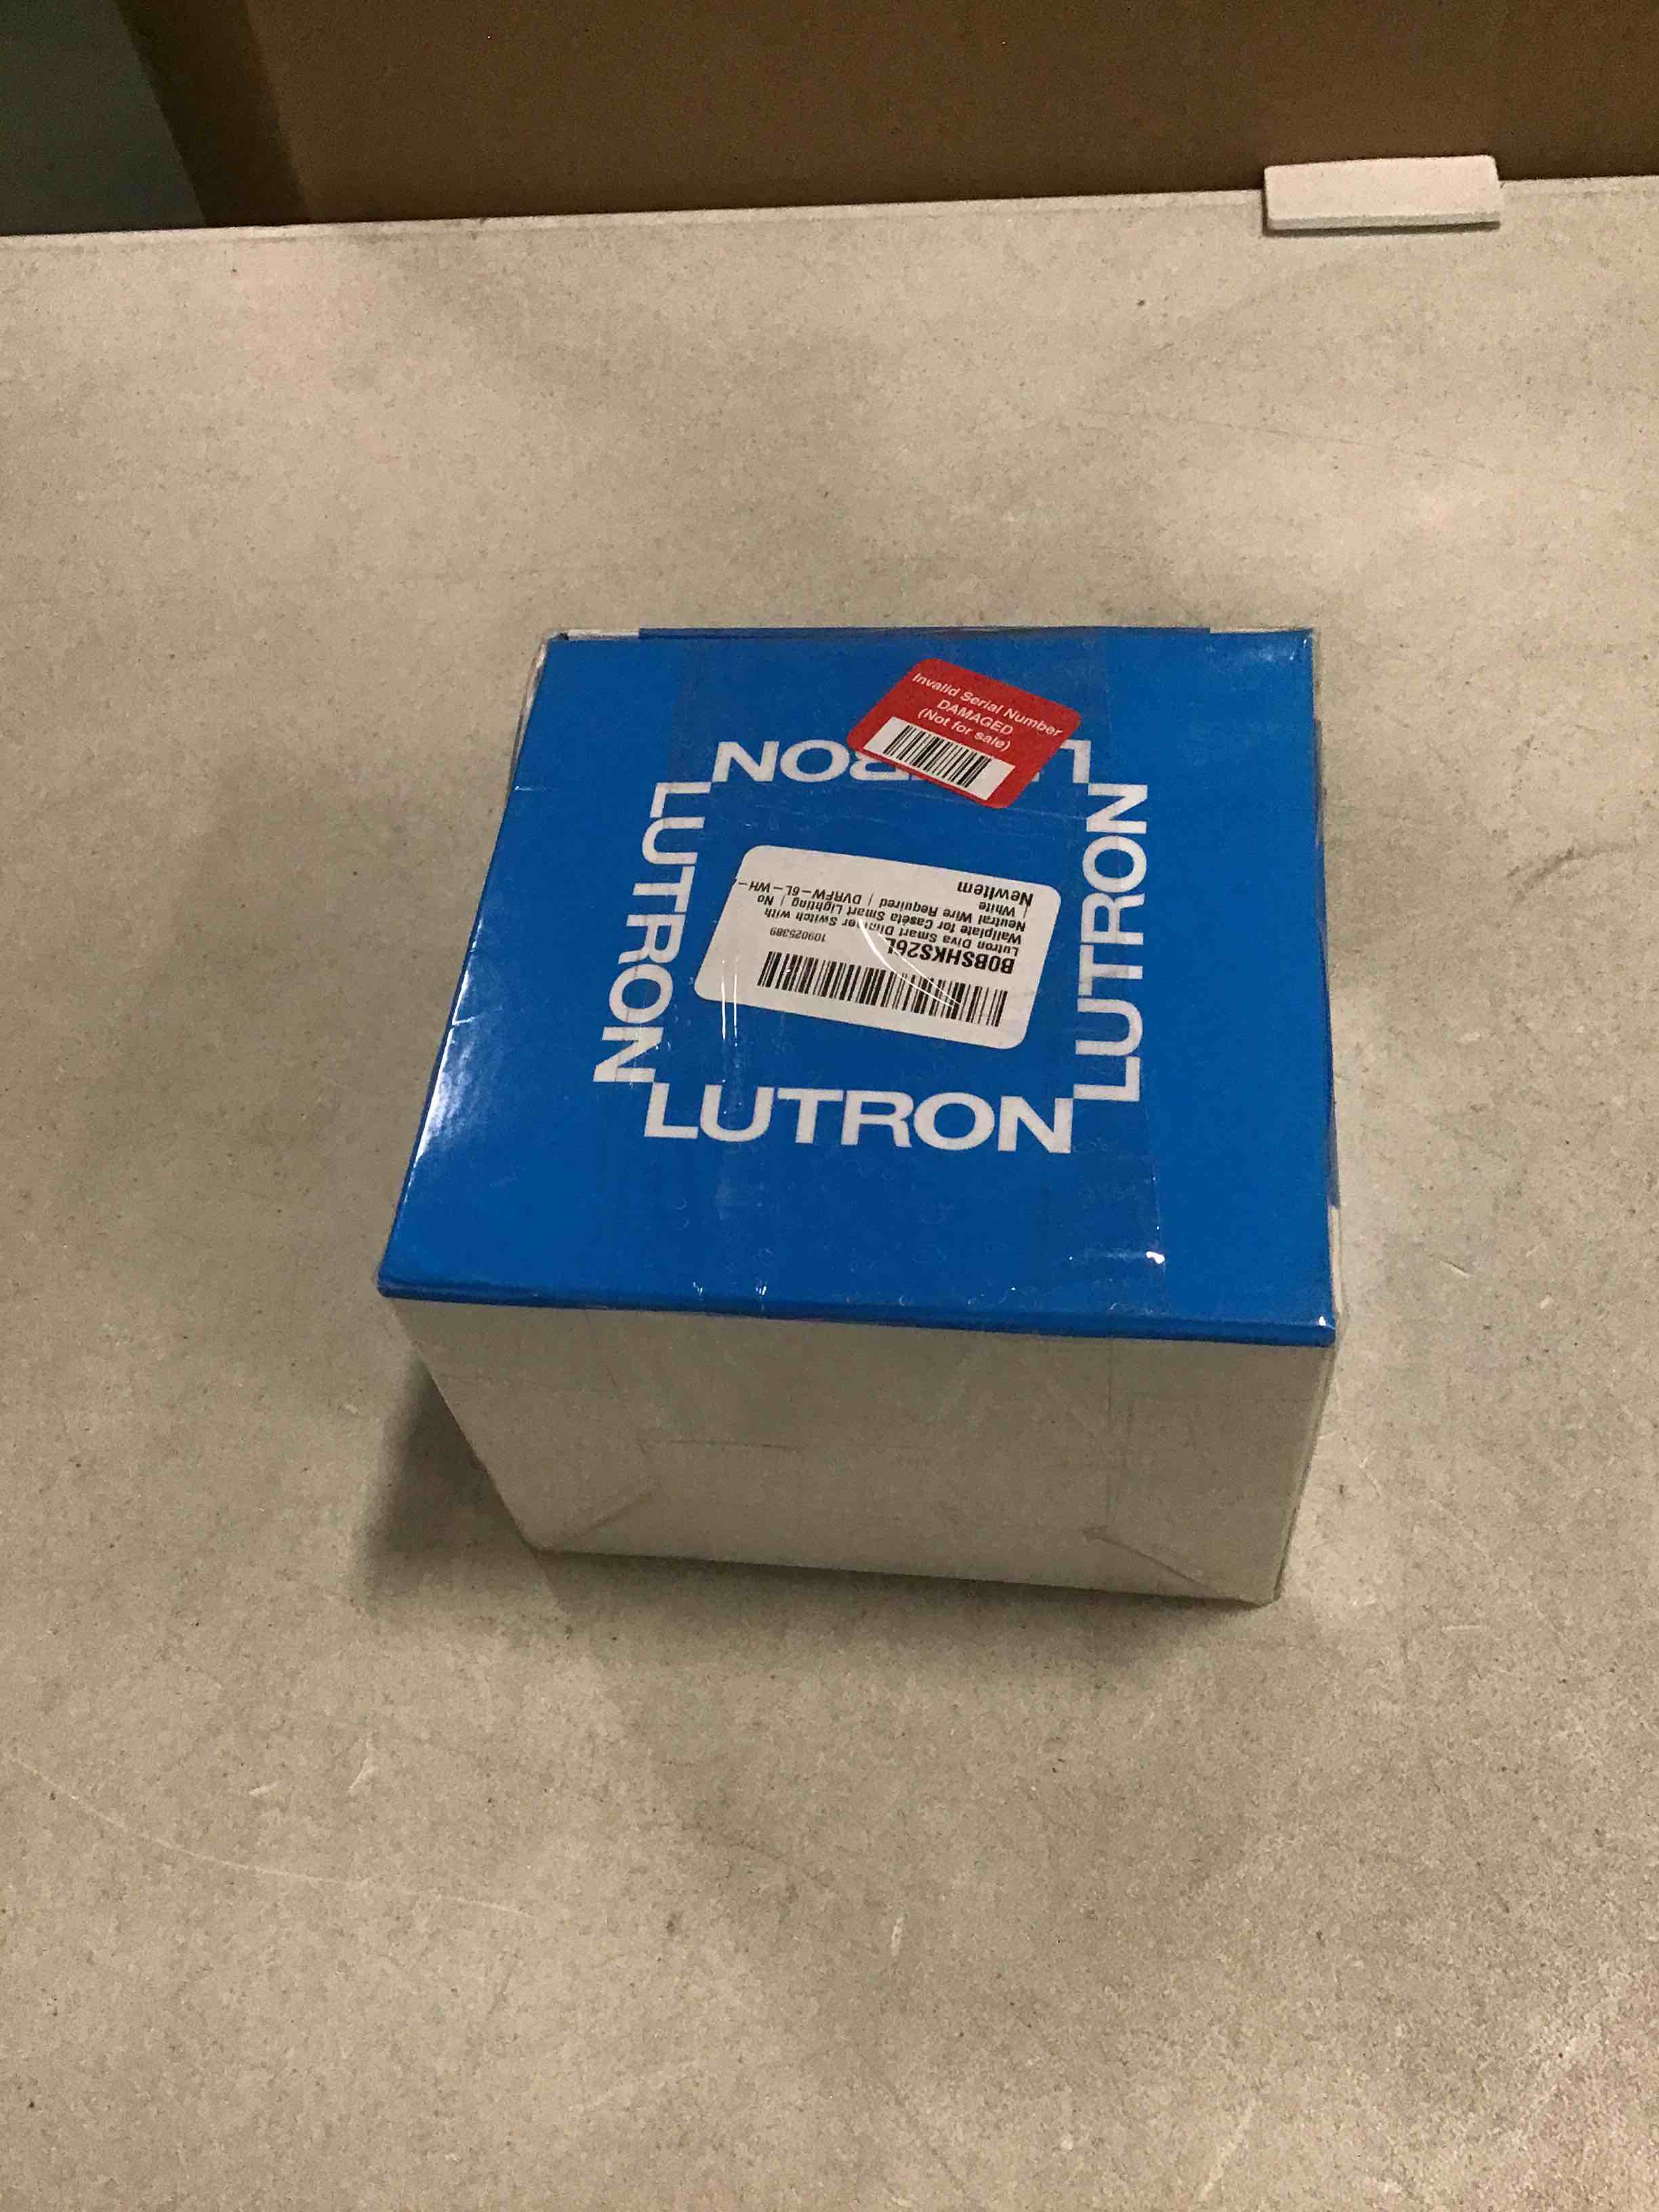 Invalid Serial Number
DAMAGED
(Not for sale)
LUTRON
LUTRON
LUTRON
LUTRON
B0BSHKS26L
109025389
Lutron Diva Smart Dimmer Switch with
Wallplate for Caseta Smart Lighting | No
Neutral Wire Required | DVRFW-6L-WH-
| White
NewItem